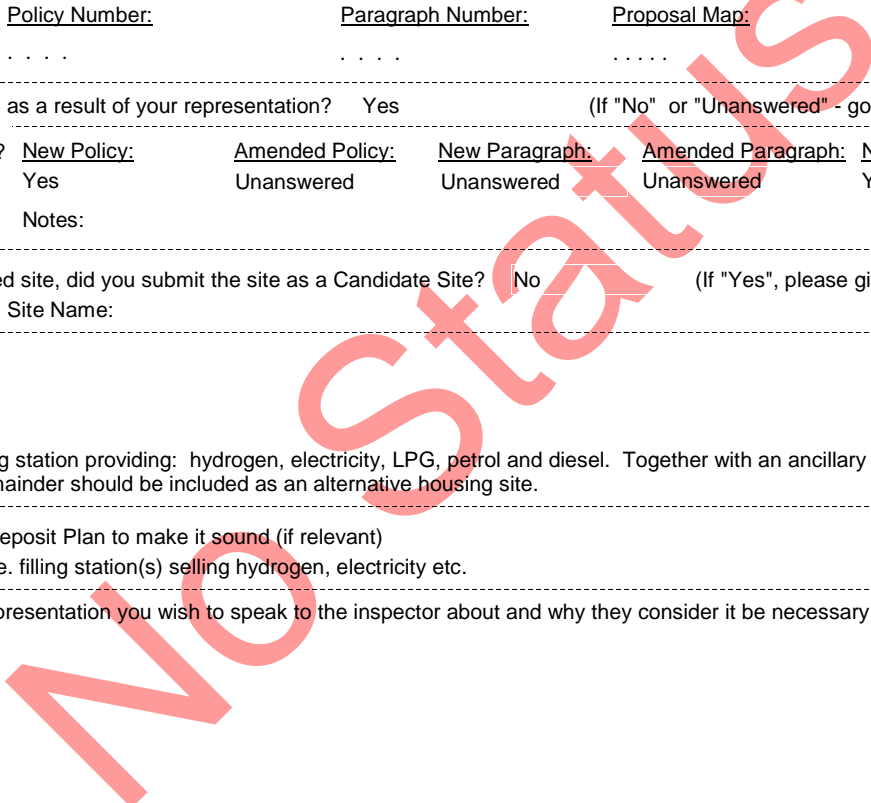 Policy Number: Paragraph Number: Proposal Map:
. . . . . . . . . . . . .
as a result of your representation? Yes (If "No" or "Unanswered" - go
? New Policy: Amended Policy: New Paragraph: Amended Paragraph: N
Yes Unanswered Unanswered Unanswered Y
Notes:
ed site, did you submit the site as a Candidate Site? No (If "Yes", please gi
Site Name:
g station providing: hydrogen, electricity, LPG, petrol and diesel. Together with an ancillary
mainder should be included as an alternative housing site.
eposit Plan to make it sound (if relevant)
e. filling station(s) selling hydrogen, electricity etc.
presentation you wish to speak to the inspector about and why they consider it be necessary
No Status